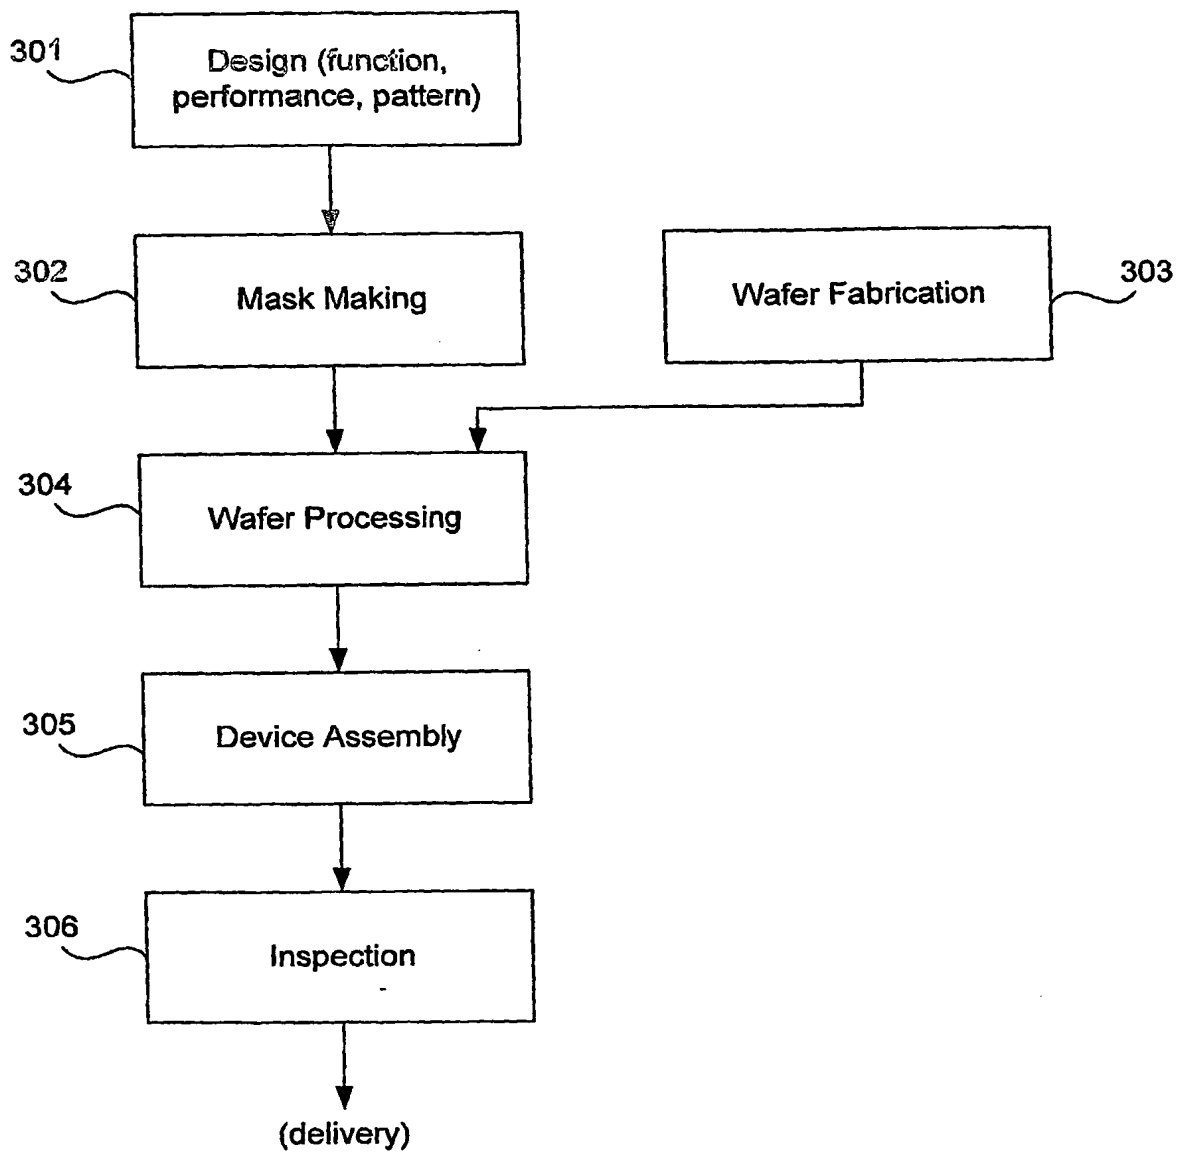 301
Design (function,
performance, pattern)
302
Mask Making
Wafer Fabrication
303
304
Wafer Processing
305
Device Assembly
306
Inspection
(delivery)